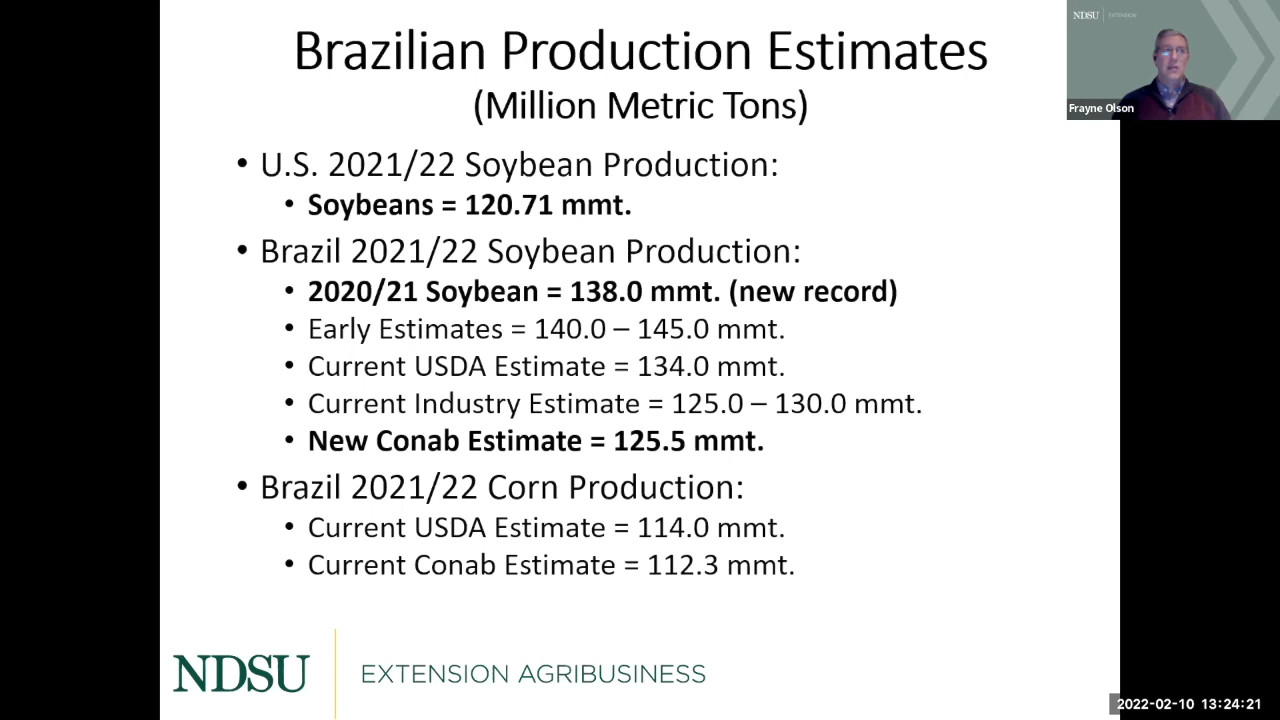 Brazilian Production Estimates
(Million Metric Tons)
• U.S. 2021/22 Soybean Production:
• Soybeans = 120.71 mmt.
• Brazil 2021/22 Soybean Production:
• 2020/21 Soybean = 138.0 mmt. (new record)
• Early Estimates = 140.0 – 145.0 mmt.
• Current USDA Estimate = 134.0 mmt.
• Current Industry Estimate = 125.0 – 130.0 mmt.
• New Conab Estimate = 125.5 mmt.
• Brazil 2021/22 Corn Production:
• Current USDA Estimate = 114.0 mmt.
• Current Conab Estimate = 112.3 mmt.
NDSU EXTENSION AGRIBUSINESS
NDSU EXTENSION
Frayne Olson
2022-02-10 13:24:21